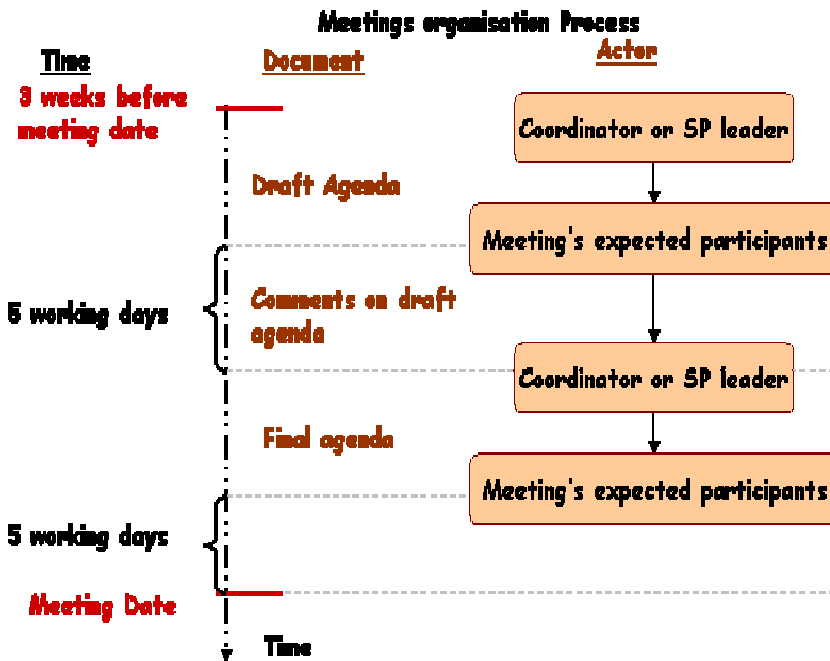 Meetings organisation Process
Time
Document
Actor
3 weeks before
meeting date
Coordinator or SP leader
Draft Agenda
Meeting's expected participants
5 working days
Comments on draft
agenda
Coordinator or SP leader
Final agenda
Meeting's expected participants
5 working days
Meeting Date
Time